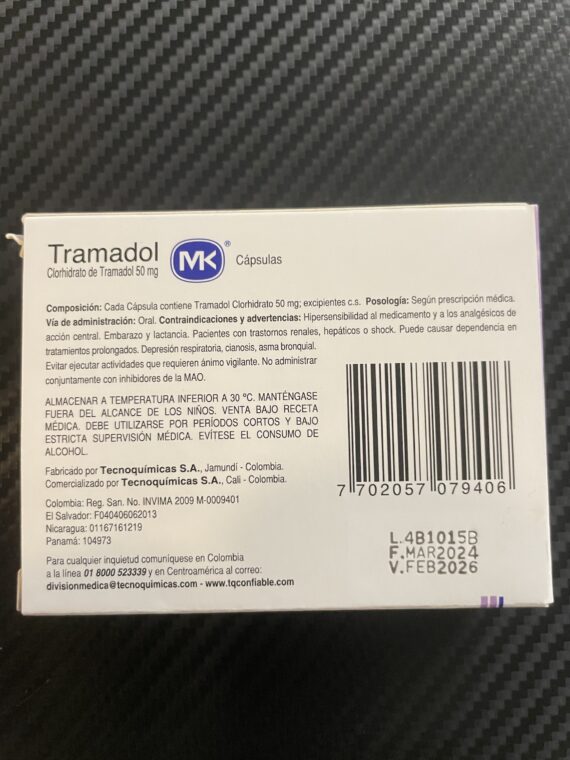 Tramadol MK® Cápsulas
Clorhidrato de Tramadol 50 mg
Composición: Cada Cápsula contiene Tramadol Clorhidrato 50 mg; excipientes c.s. Posología: Según prescripción médica.
Vía de administración: Oral. Contraindicaciones y advertencias: Hipersensibilidad al medicamento y a los analgésicos de
acción central. Embarazo y lactancia. Pacientes con trastornos renales, hepáticos o shock. Puede causar dependencia en
tratamientos prolongados. Depresión respiratoria, cianosis, asma bronquial.
Evitar ejecutar actividades que requieren ánimo vigilante. No administrar
conjuntamente con inhibidores de la MAO.
ALMACENAR A TEMPERATURA INFERIOR A 30 ºC. MANTÉNGASE
FUERA DEL ALCANCE DE LOS NIÑOS. VENTA BAJO RECETA
MÉDICA. DEBE UTILIZARSE POR PERÍODOS CORTOS Y BAJO
ESTRICTA SUPERVISIÓN MÉDICA. EVÍTESE EL CONSUMO DE
ALCOHOL.
Fabricado por Tecnoquímicas S.A., Jamundí - Colombia.
Comercializado por Tecnoquímicas S.A., Cali - Colombia.
Colombia: Reg. San. No. INVIMA 2009 M-0009401
El Salvador: F040406062013
Nicaragua: 01167161219
Panamá: 104973
Para cualquier inquietud comuníquese en Colombia
a la línea 01 8000 523339 y en Centroamérica al correo:
divisionmedica@tecnoquimicas.com - www.tqconfiable.com
7 702057 079406
L.4B1015B
F.MAR2024
V.FEB2026